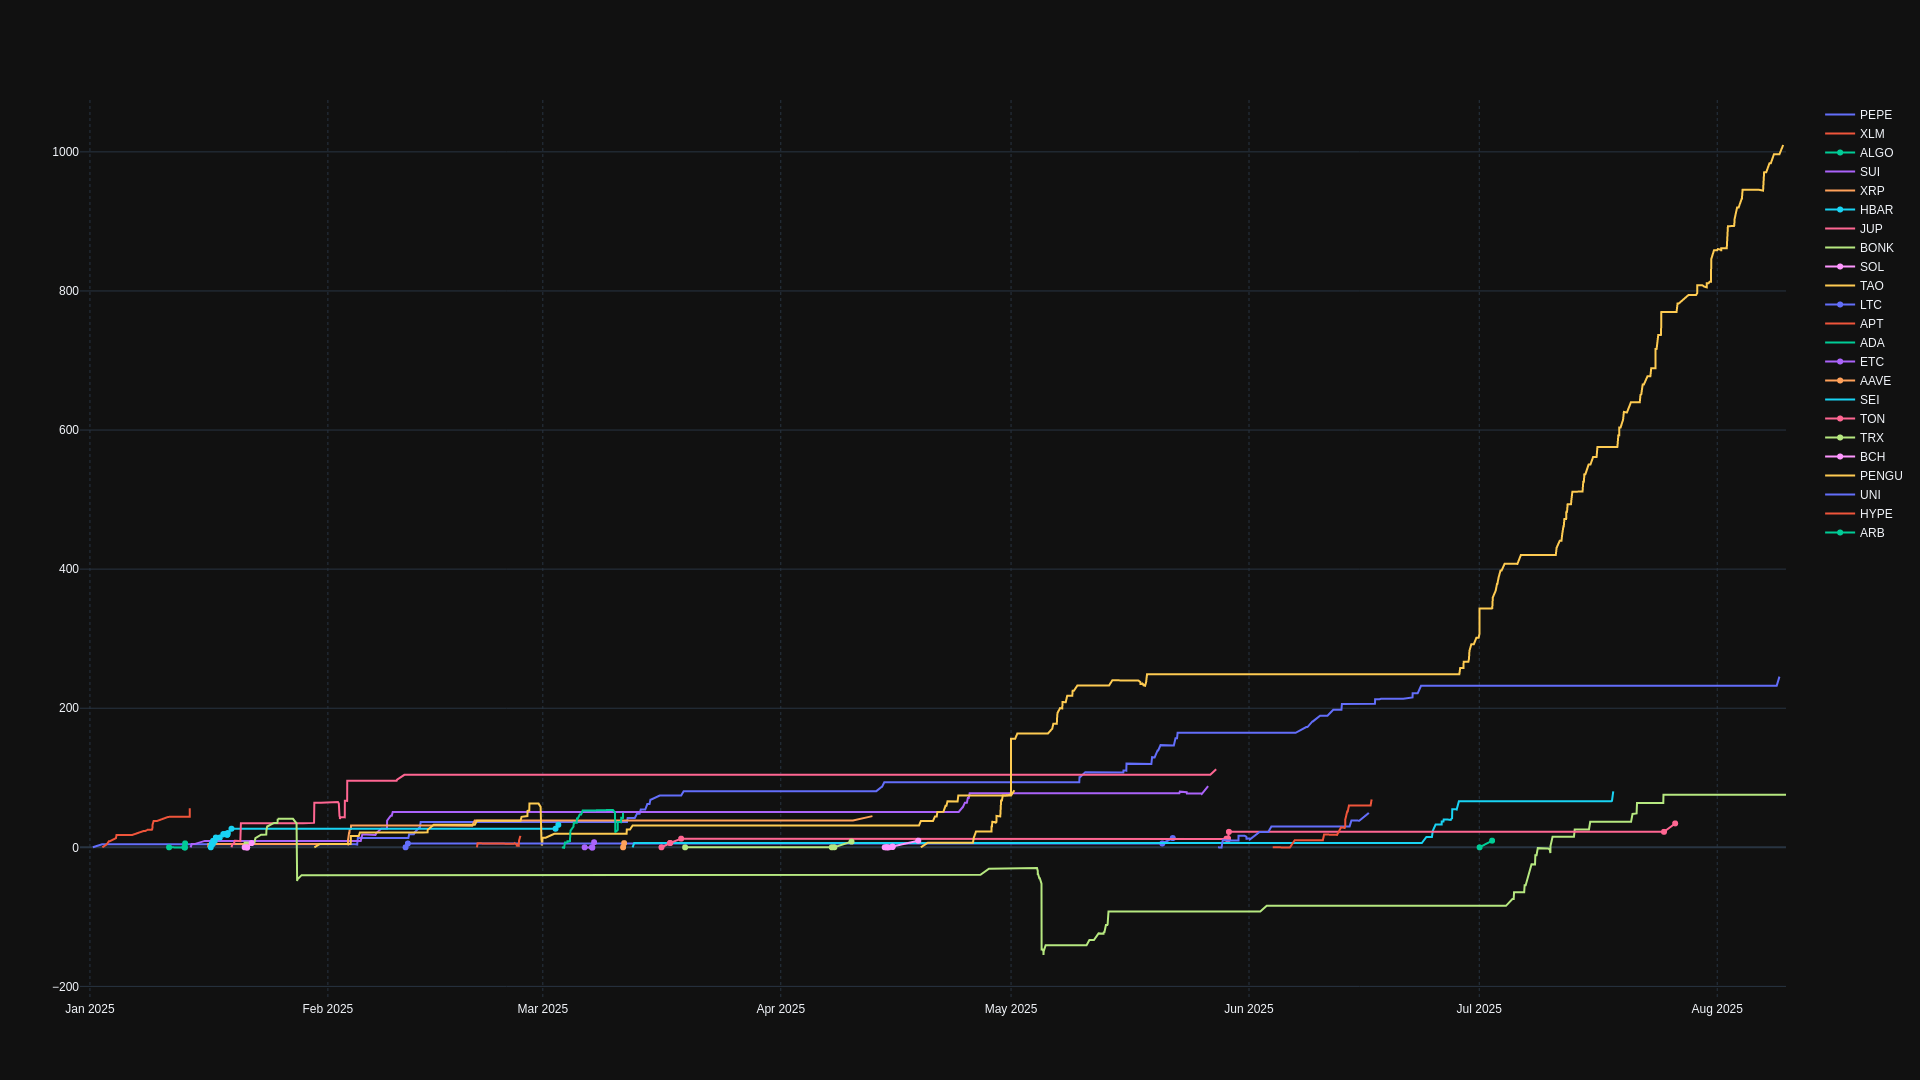 1000
800
600
400
200
0
−200
Jan 2025
Feb 2025
Mar 2025
Apr 2025
May 2025
Jun 2025
Jul 2025
Aug 2025
PEPE
XLM
ALGO
SUI
XRP
HBAR
JUP
BONK
SOL
TAO
LTC
APT
ADA
ETC
AAVE
SEI
TON
TRX
BCH
PENGU
UNI
HYPE
ARB